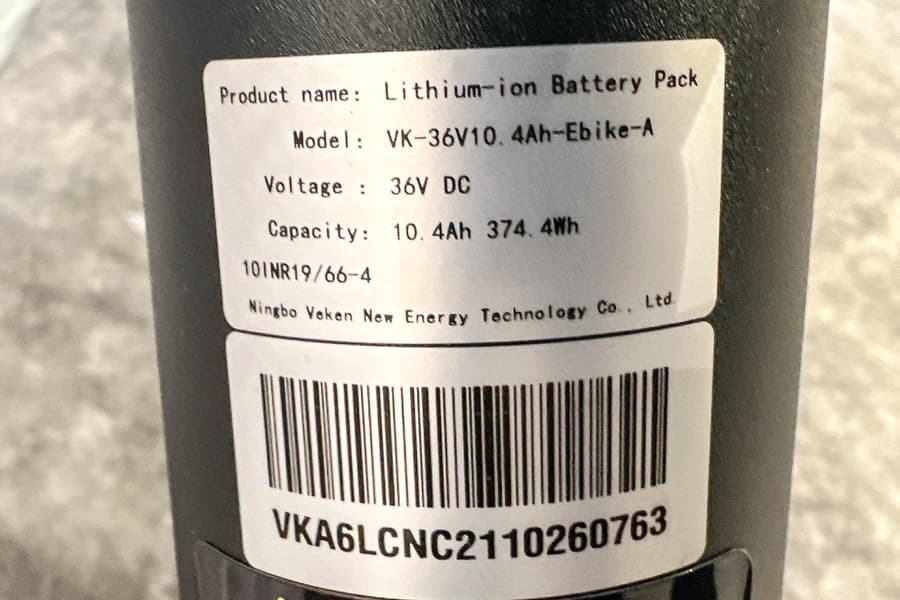 Product name: Lithium-ion Battery Pack
Model: VK-36V10.4Ah-Ebike-A
Voltage : 36V DC
Capacity: 10.4Ah 374.4Wh
10INR19/66-4
Ningbo Veken New Energy Technology Co., Ltd.
VKA6LCNC2110260763